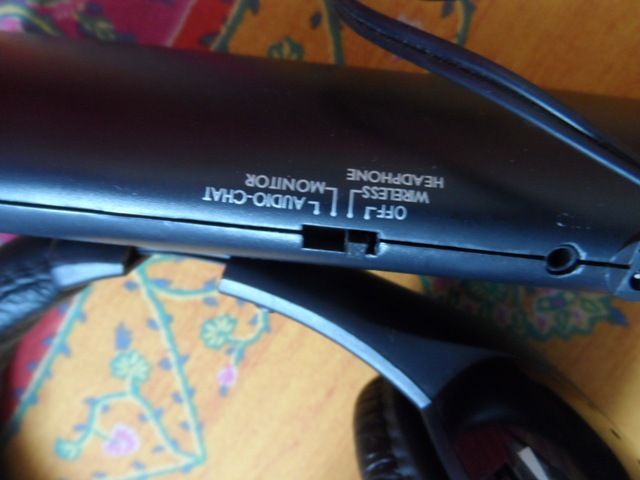 OFF
WIRELESS
HEADPHONE
MONITOR
AUDIO-CHAT